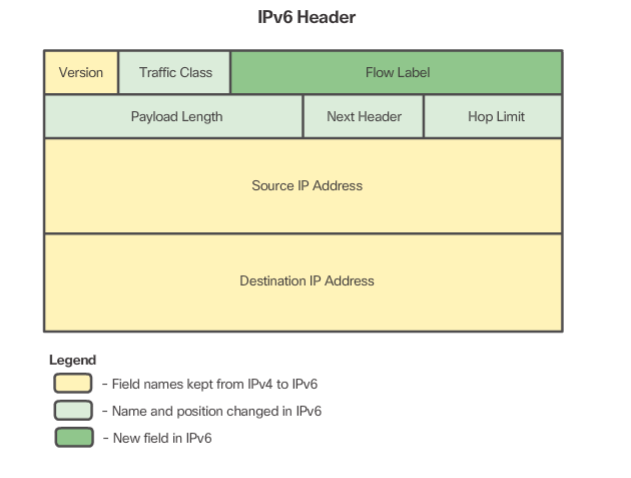 IPv6 Header
Version Traffic Class Flow Label
Payload Length Next Header Hop Limit
Source IP Address
Destination IP Address
Legend
- Field names kept from IPv4 to IPv6
- Name and position changed in IPv6
- New field in IPv6